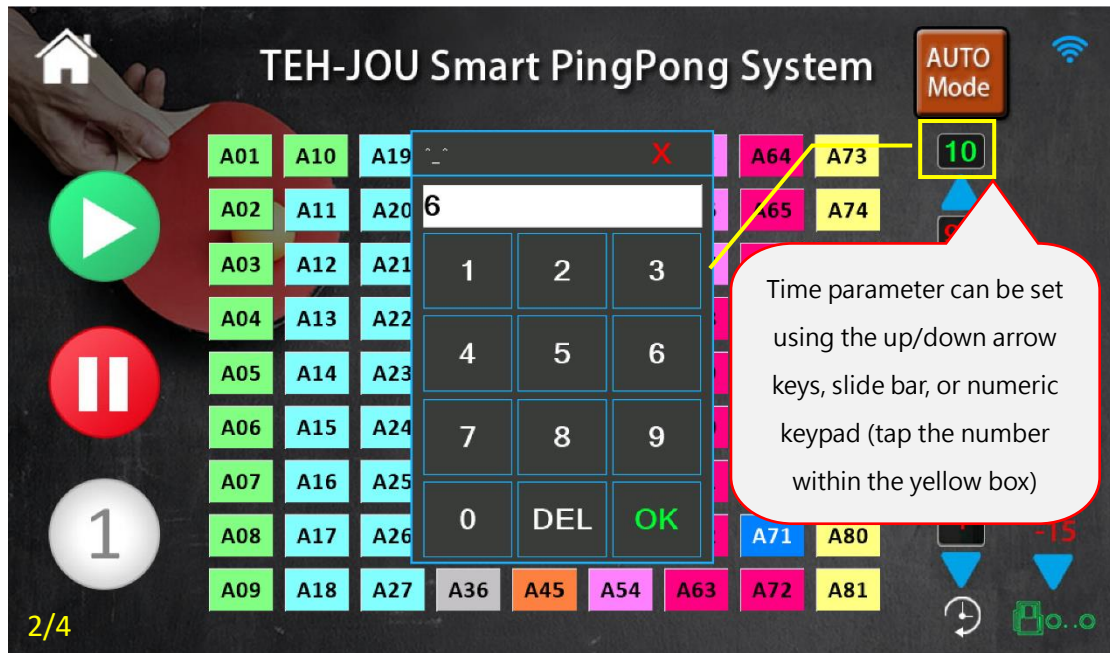 TEH-JOU Smart PingPong System
AUTO
Mode
A01 A10 A19 ^_^ X A64 A73 10
A02 A11 A20 6 A65 A74
A03 A12 A21 1 2 3
A04 A13 A22
A05 A14 A23 4 5 6
A06 A15 A24 7 8 9
A07 A16 A25
A08 A17 A26 0 DEL OK A71 A80 -15
A09 A18 A27 A36 A45 A54 A63 A72 A81
Time parameter can be set
using the up/down arrow
keys, slide bar, or numeric
keypad (tap the number
within the yellow box)
1
2/4